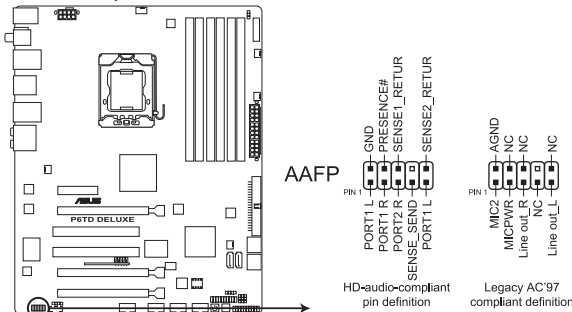 AAFP
PIN 1
GND
PRESENCE#
SENSE1_RETUR
SENSE2_RETUR
PORT1 L
PORT1 R
PORT2 R
SENSE_SEND
PORT1 L
HD-audio-compliant
pin definition
PIN 1
AGND
NC
NC
NC
MIC2
MICPWR
Line out_R
NC
Line out_L
Legacy AC'97
compliant definition
ASUS
P6TD DELUXE